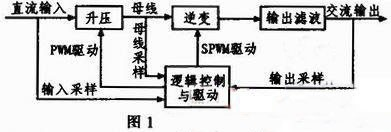 直流输入
升压
母线
逆变
输出滤波
交流输出
母线采样
PWM驱动
SPWM驱动
逻辑控制
与驱动
输入采样
输出采样
图1